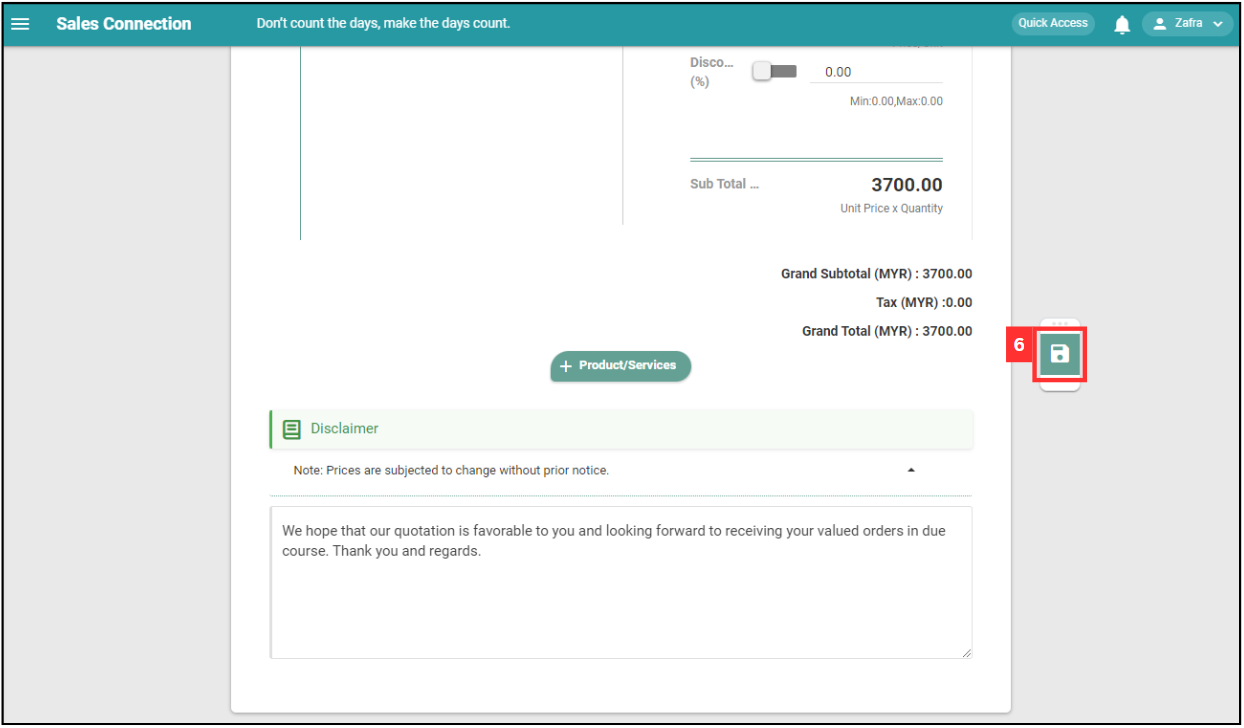 Sales Connection
Don't count the days, make the days count.
Quick Access
Zafra
Disco...
(%)
0.00
Min:0.00,Max:0.00
Sub Total ...
3700.00
Unit Price x Quantity
Grand Subtotal (MYR) : 3700.00
Tax (MYR) :0.00
Grand Total (MYR) : 3700.00
6
+ Product/Services
Disclaimer
Note: Prices are subjected to change without prior notice.
We hope that our quotation is favorable to you and looking forward to receiving your valued orders in due
course. Thank you and regards.